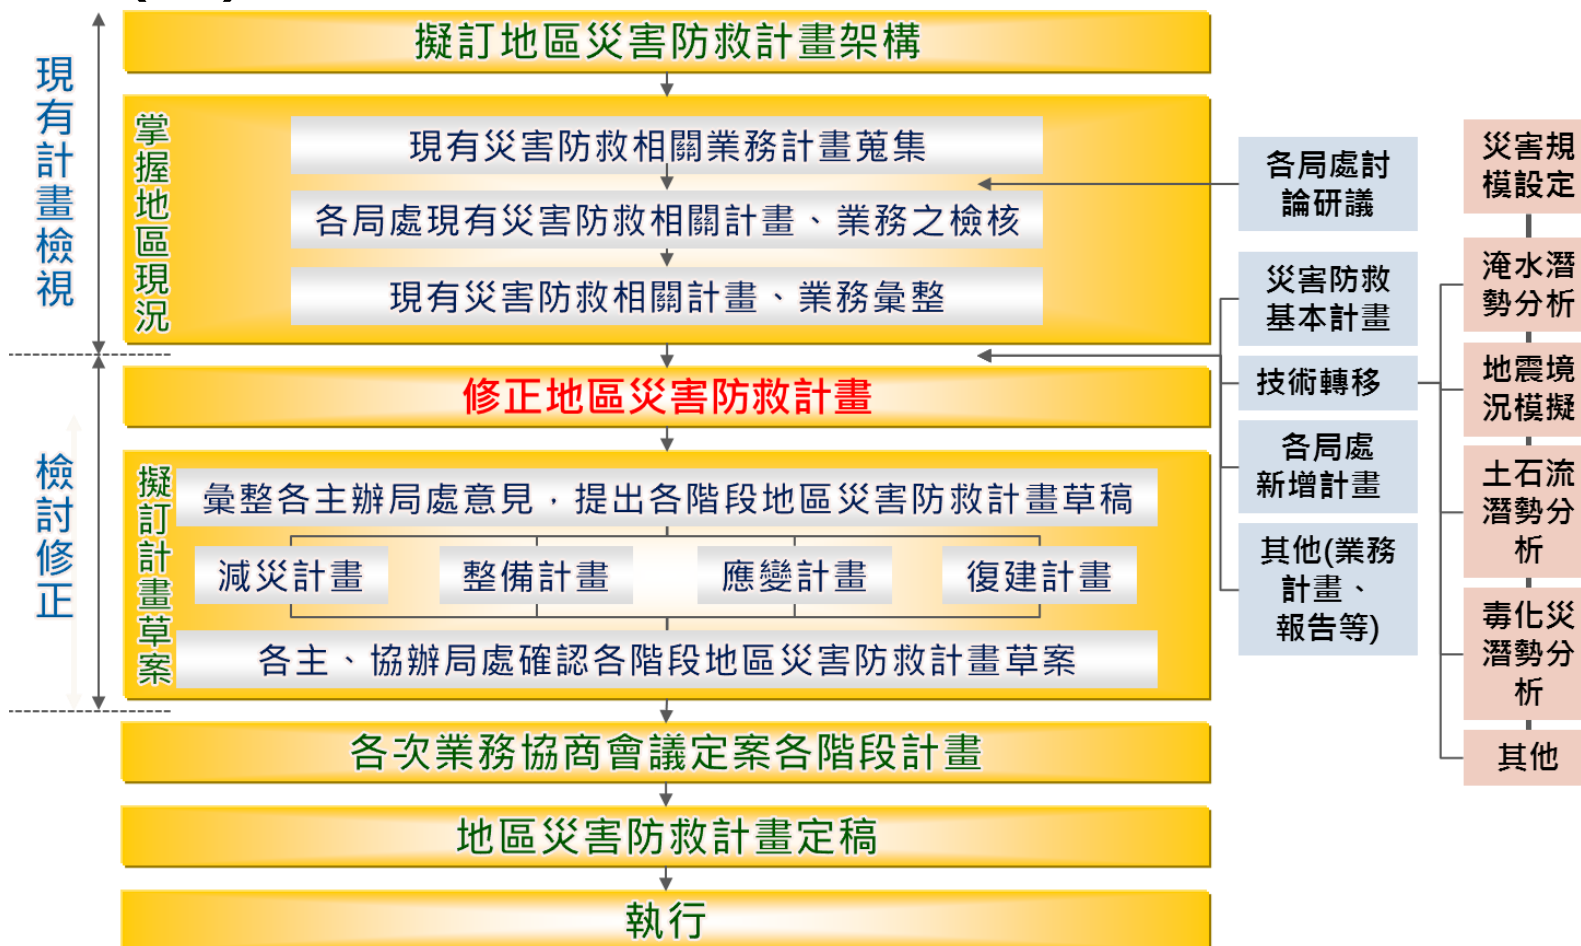 擬訂地區災害防救計畫架構
現有計畫檢視
掌握地區現況
現有災害防救相關業務計畫蒐集
各局處現有災害防救相關計畫、業務之檢核
現有災害防救相關計畫、業務彙整
各局處討
論研議
災害防救
基本計畫
技術轉移
各局處
新增計畫
其他(業務
計畫、
報告等)
災害規
模設定
淹水潛
勢分析
地震境
況模擬
土石流
潛勢分
析
毒化災
潛勢分
析
其他
檢討修正
修正地區災害防救計畫
擬訂計畫草案
彙整各主辦局處意見，提出各階段地區災害防救計畫草稿
減災計畫
整備計畫
應變計畫
復建計畫
各主、協辦局處確認各階段地區災害防救計畫草案
各次業務協商會議定案各階段計畫
地區災害防救計畫定稿
執行